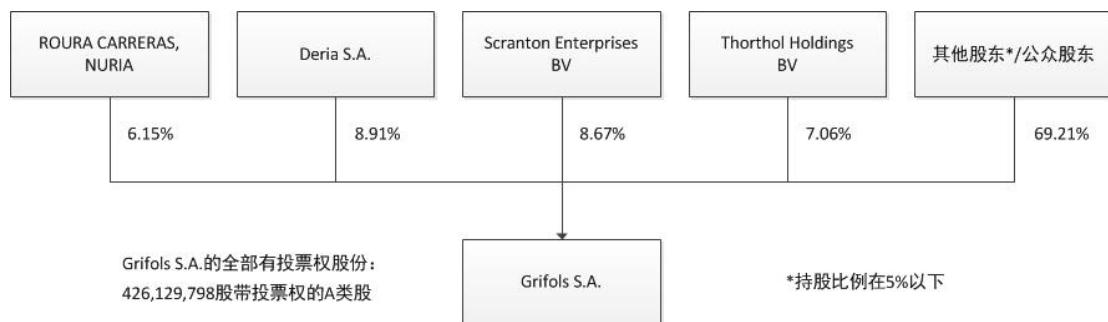 ROURA CARRERAS,
NURIA
Deria S.A.
Scranton Enterprises
BV
Thorthol Holdings
BV
其他股东*/公众股东
6.15%
8.91%
8.67%
7.06%
69.21%
Grifols S.A.的全部有投票权股份：
426,129,798股带投票权的A类股
Grifols S.A.
*持股比例在5%以下